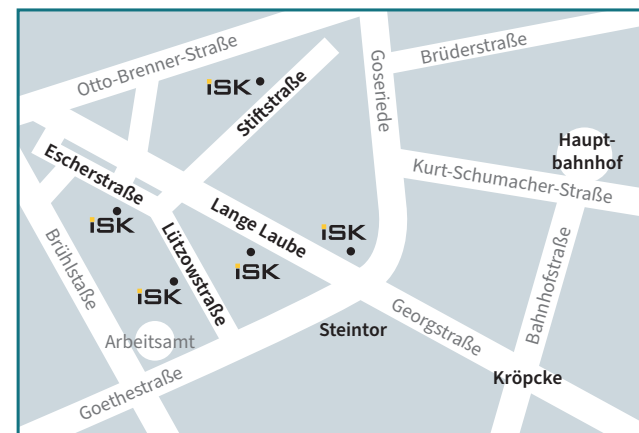 Otto-Brenner-Straße
Brüderstraße
Goseriede
iSK
Stiftstraße
Haupt-
bahnhof
Kurt-Schumacher-Straße
Escherstraße
iSK
Lützowstraße
Lange Laube
iSK
iSK
iSK
Brühlstaße
Bahnhofstraße
Georgstraße
Steintor
Arbeitsamt
Kröpcke
Goethestraße